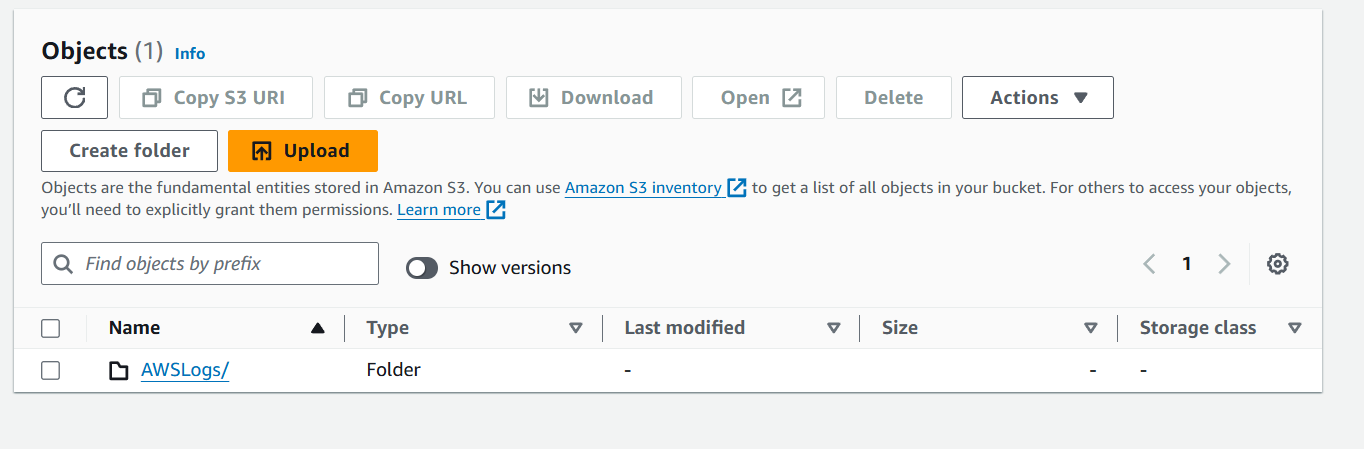 Objects (1) Info
Copy S3 URI Copy URL Download Open Delete Actions
Create folder Upload
Objects are the fundamental entities stored in Amazon S3. You can use Amazon S3 inventory to get a list of all objects in your bucket. For others to access your objects,
you'll need to explicitly grant them permissions. Learn more
Find objects by prefix Show versions 1
Name Type Last modified Size Storage class
AWSLogs/ Folder - - -